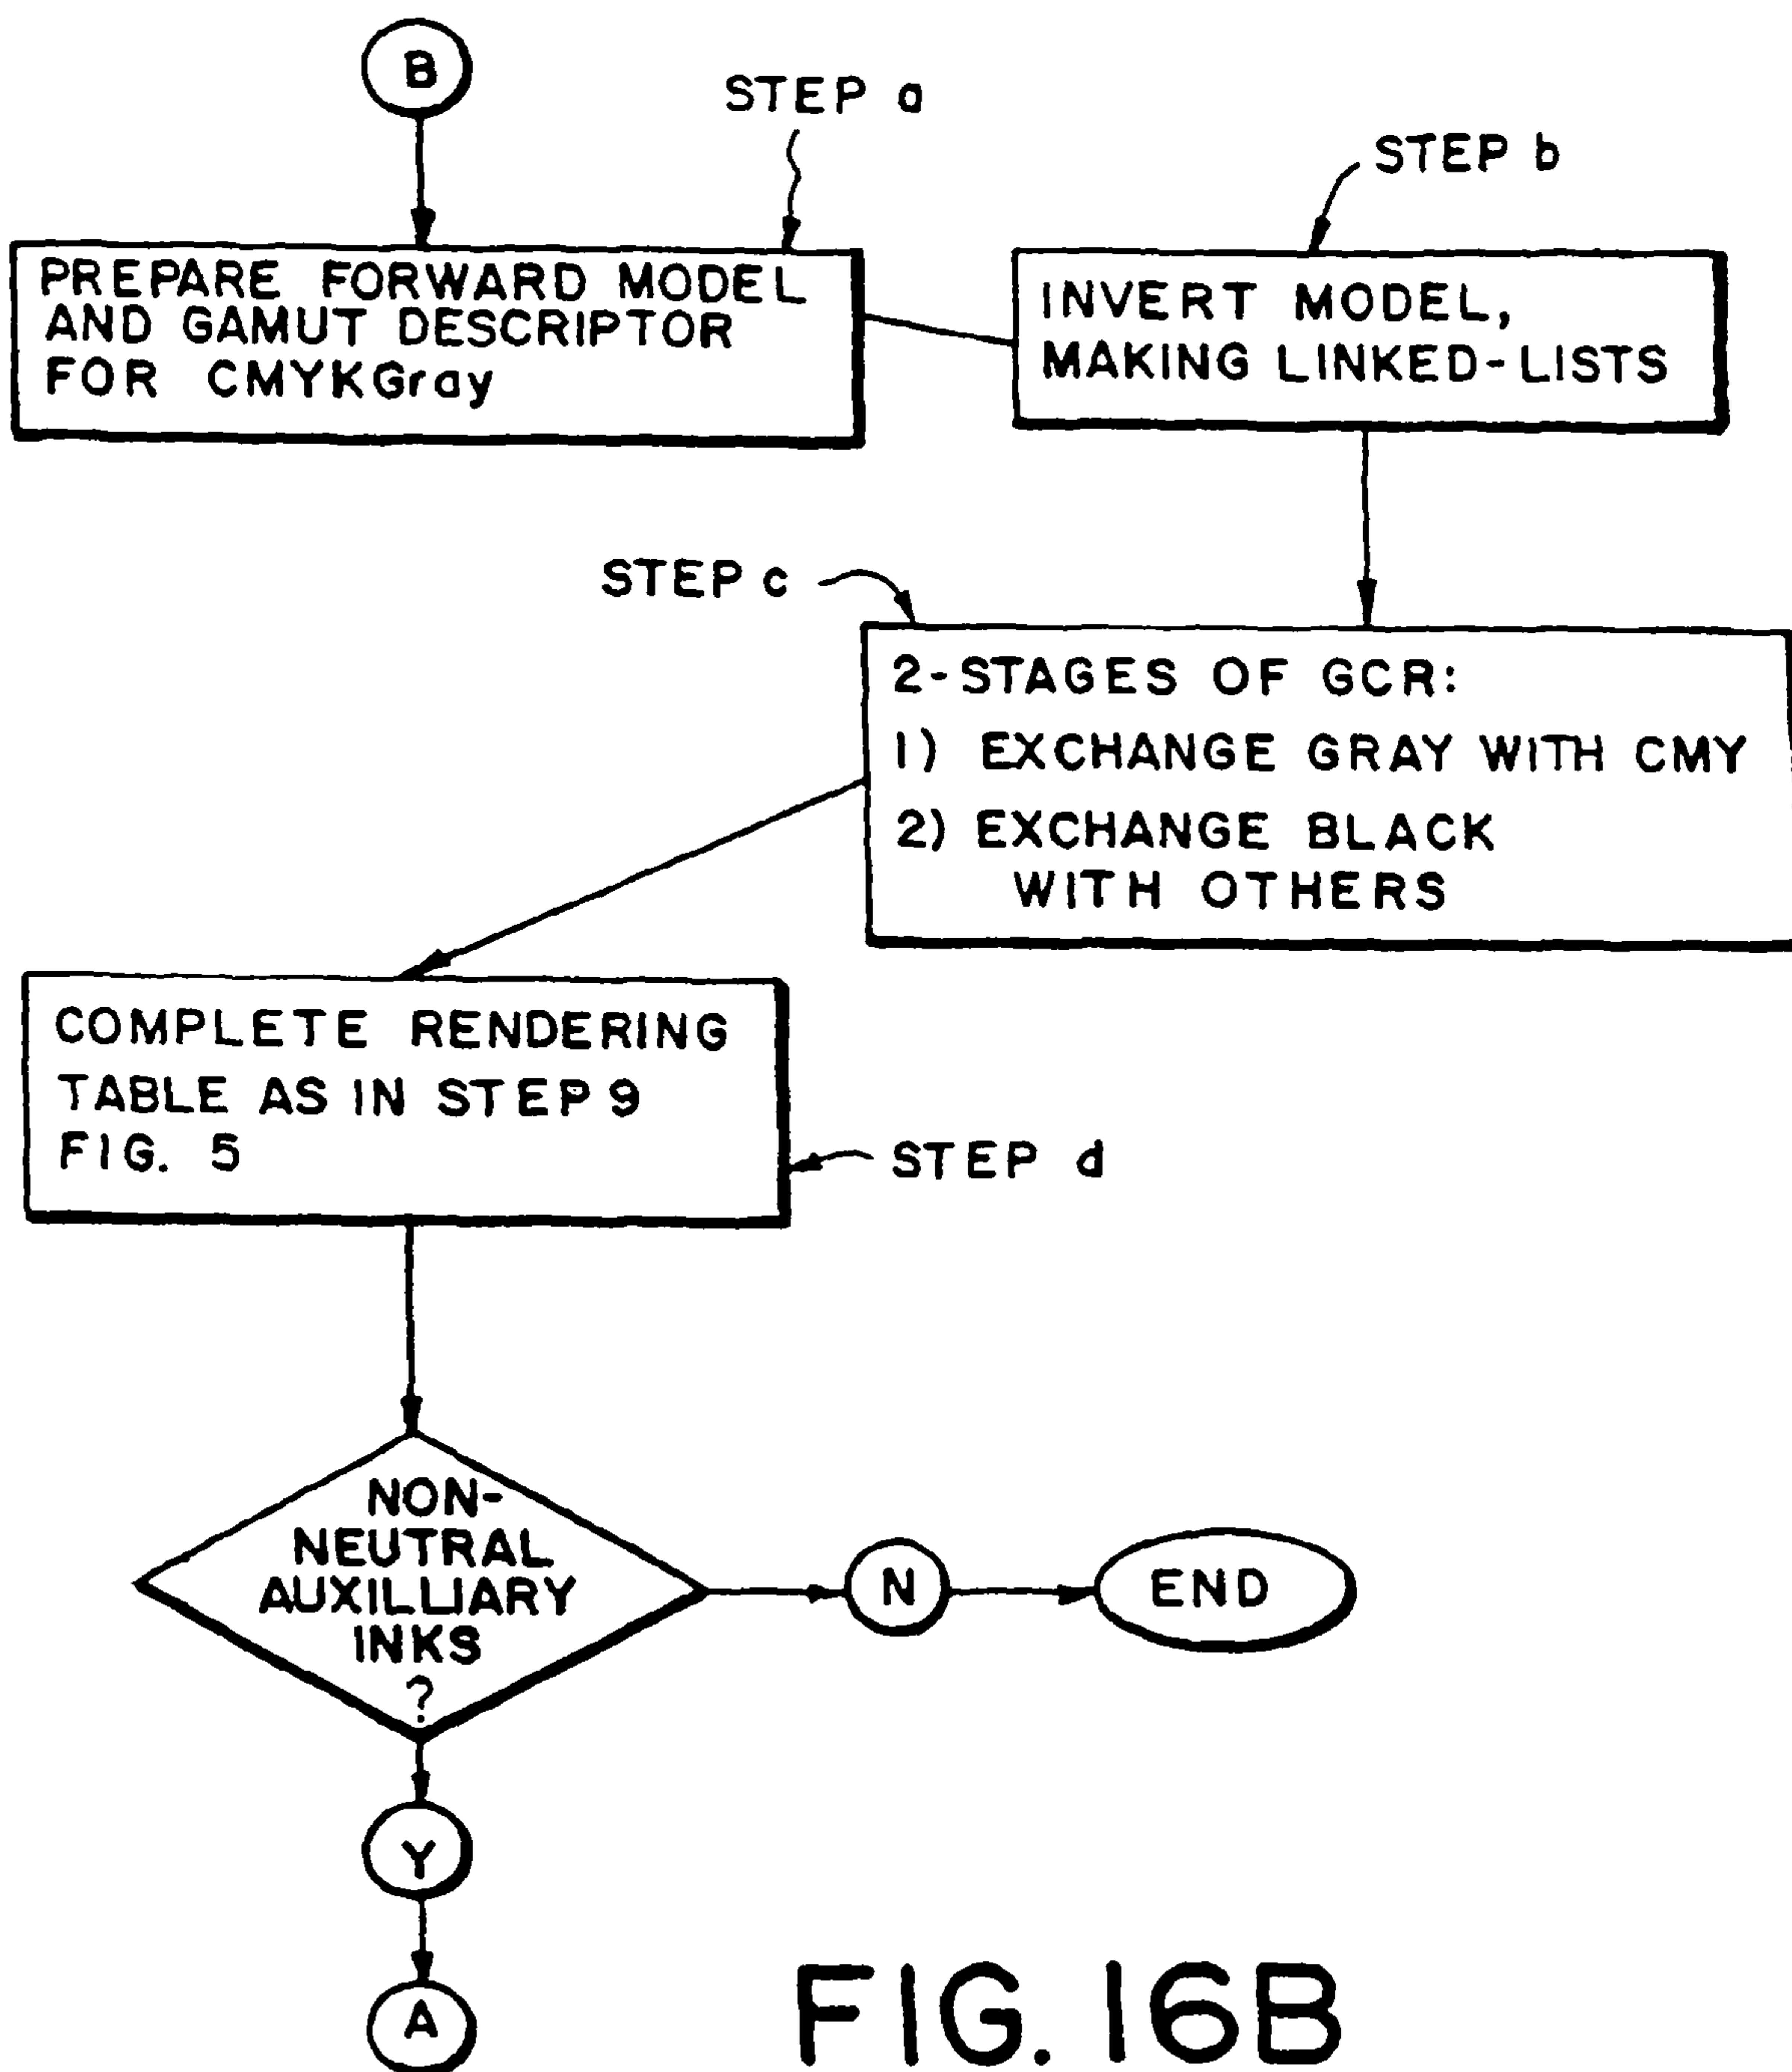 B
STEP a
STEP b
PREPARE FORWARD MODEL
AND GAMUT DESCRIPTOR
FOR CMYKGray
INVERT MODEL,
MAKING LINKED-LISTS
STEP c
2-STAGES OF GCR:
1) EXCHANGE GRAY WITH CMY
2) EXCHANGE BLACK
WITH OTHERS
COMPLETE RENDERING
TABLE AS IN STEP 9
FIG. 5
STEP d
NON-
NEUTRAL
AUXILLIARY
INKS
?
N
END
Y
A
FIG. 16B